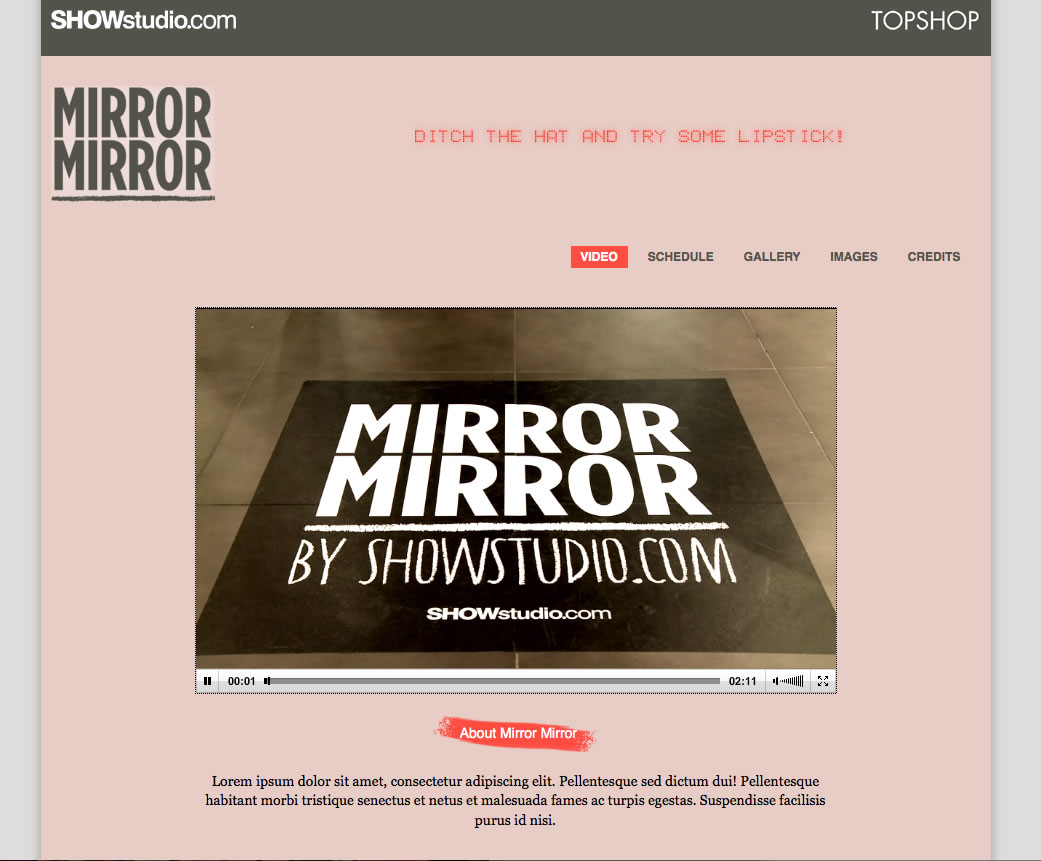 SHOWstudio.com
TOPSHOP
MIRROR
MIRROR
DITCH THE HAT AND TRY SOME LIPSTICK!
VIDEO
SCHEDULE
GALLERY
IMAGES
CREDITS
MIRROR
MIRROR
BY SHOWSTUDIO.COM
SHOWstudio.com
00:01
02:11
About Mirror Mirror
Lorem ipsum dolor sit amet, consectetur adipiscing elit. Pellentesque sed dictum dui! Pellentesque
habitant morbi tristique senectus et netus et malesuada fames ac turpis egestas. Suspendisse facilisis
purus id nisi.